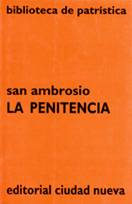 biblioteca de patrística
san ambrosio
LA PENITENCIA
editorial ciudad nueva